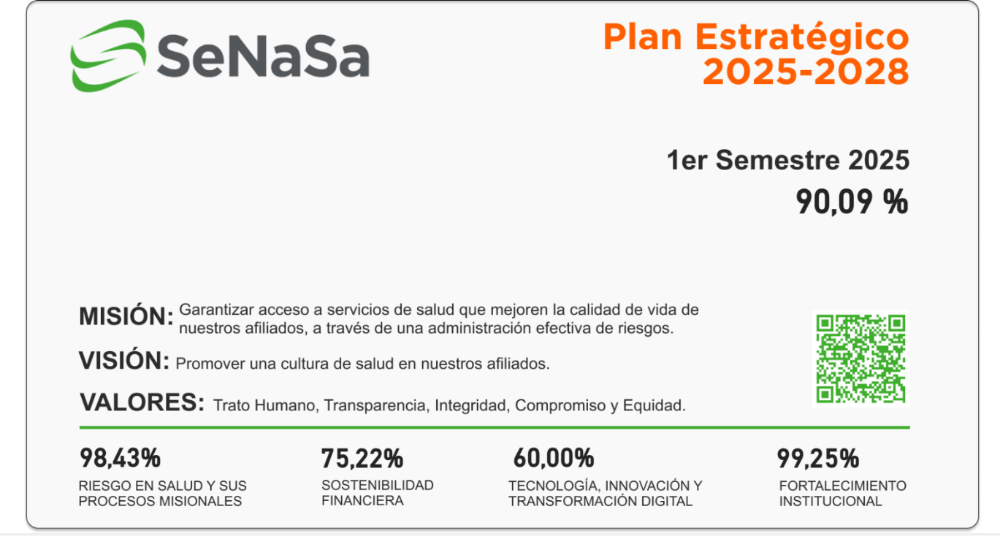 SeNaSa
Plan Estratégico
2025-2028
1er Semestre 2025
90,09 %
MISIÓN: Garantizar acceso a servicios de salud que mejoren la calidad de vida de
nuestros afiliados, a través de una administración efectiva de riesgos.
VISIÓN: Promover una cultura de salud en nuestros afiliados.
VALORES: Trato Humano, Transparencia, Integridad, Compromiso y Equidad.
98,43%
RIESGO EN SALUD Y SUS
PROCESOS MISIONALES
75,22%
SOSTENIBILIDAD
FINANCIERA
60,00%
TECNOLOGÍA, INNOVACIÓN Y
TRANSFORMACIÓN DIGITAL
99,25%
FORTALECIMIENTO
INSTITUCIONAL